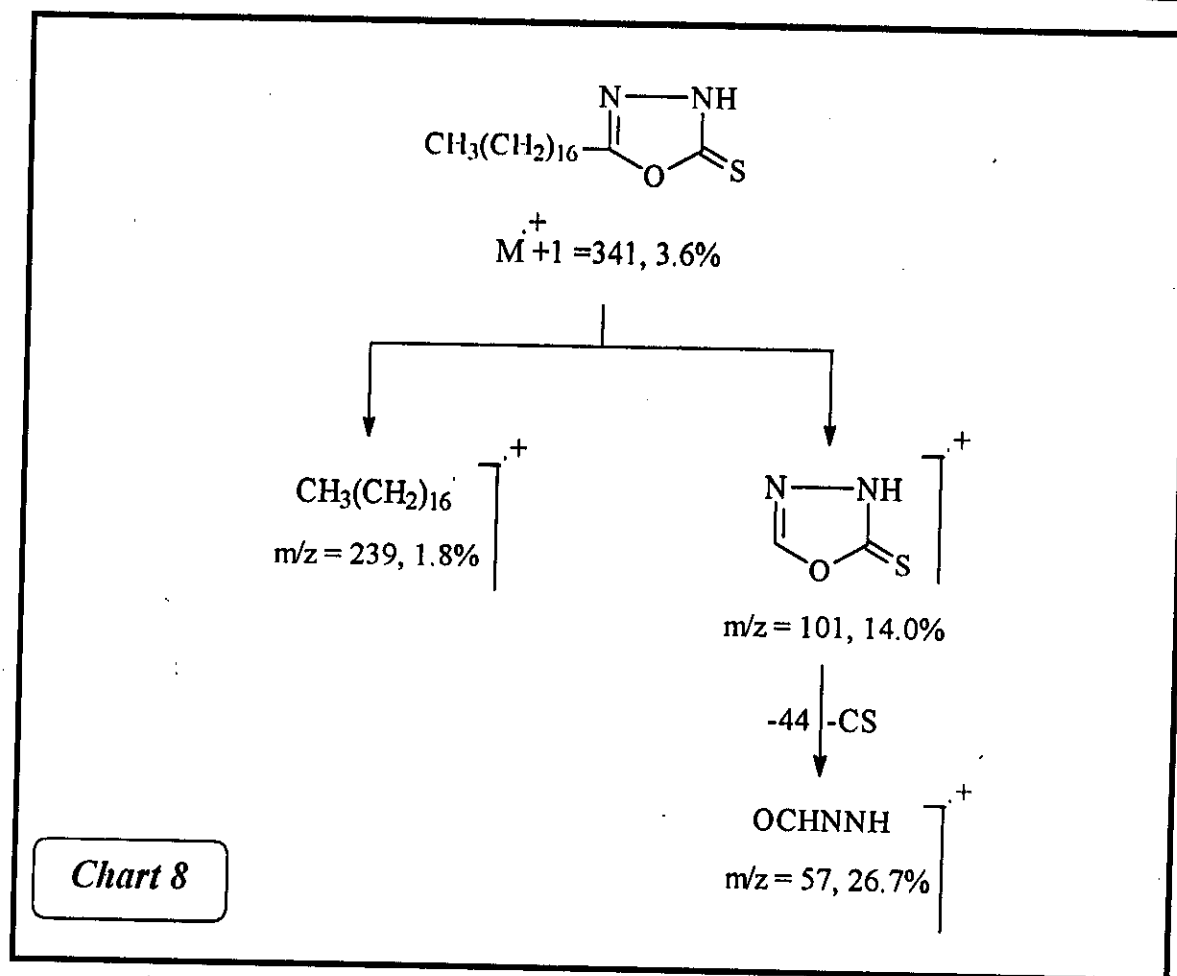 N NH
CH₃(CH₂)₁₆ O S
M⁺·+1 =341, 3.6%
CH₃(CH₂)₁₆ ·+
m/z = 239, 1.8%
·+
N NH
O S
m/z = 101, 14.0%
-44 -CS
OCHNNH ·+
m/z = 57, 26.7%
Chart 8